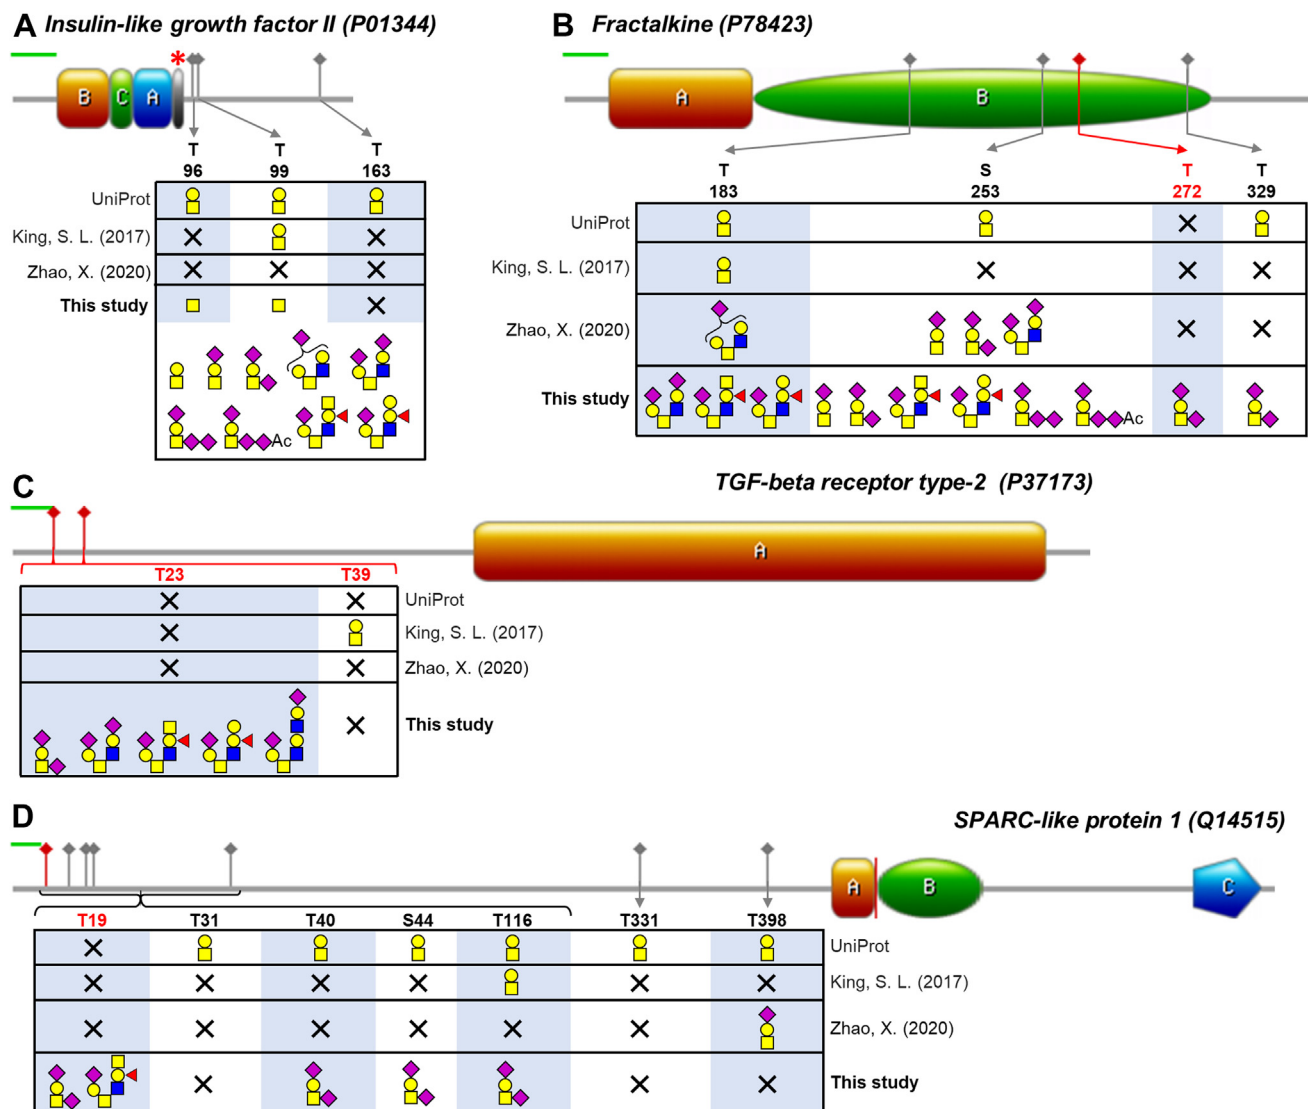 A Insulin-like growth factor II (P01344)
*
B C A
T T T
96 99 163
UniProt
King, S. L. (2017)
Zhao, X. (2020)
This study
Ac
B Fractalkine (P78423)
A B
T S T T
183 253 272 329
UniProt
King, S. L. (2017)
Zhao, X. (2020)
This study
Ac
C TGF-beta receptor type-2 (P37173)
A
T23 T39
UniProt
King, S. L. (2017)
Zhao, X. (2020)
This study
D SPARC-like protein 1 (Q14515)
A B C
T19 T31 T40 S44 T116 T331 T398
UniProt
King, S. L. (2017)
Zhao, X. (2020)
This study